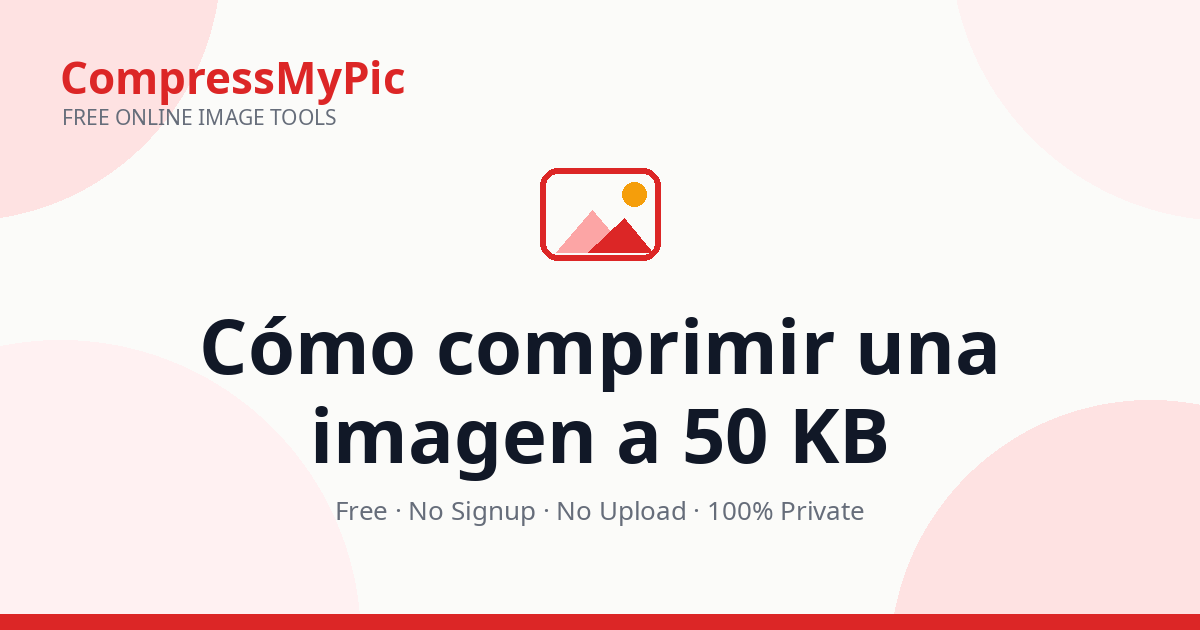 CompressMyPic
FREE ONLINE IMAGE TOOLS
Cómo comprimir una
imagen a 50 KB
Free · No Signup · No Upload · 100% Private